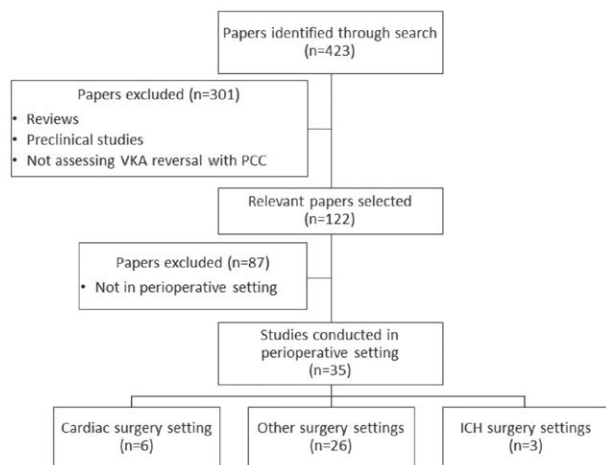 Papers identified through search
(n=423)
Papers excluded (n=301)
• Reviews
• Preclinical studies
• Not assessing VKA reversal with PCC
Relevant papers selected
(n=122)
Papers excluded (n=87)
• Not in perioperative setting
Studies conducted in
perioperative setting
(n=35)
Cardiac surgery setting
(n=6)
Other surgery settings
(n=26)
ICH surgery settings
(n=3)